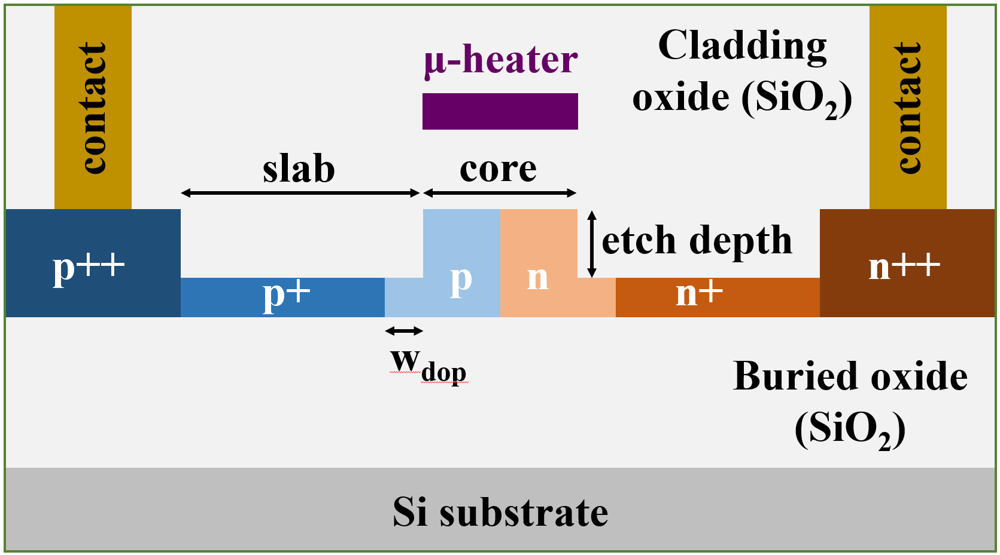 contact
μ-heater
Cladding
oxide (SiO₂)
contact
slab
core
etch depth
p++
p+
p
n
n+
n++
wdop
Buried oxide
(SiO₂)
Si substrate